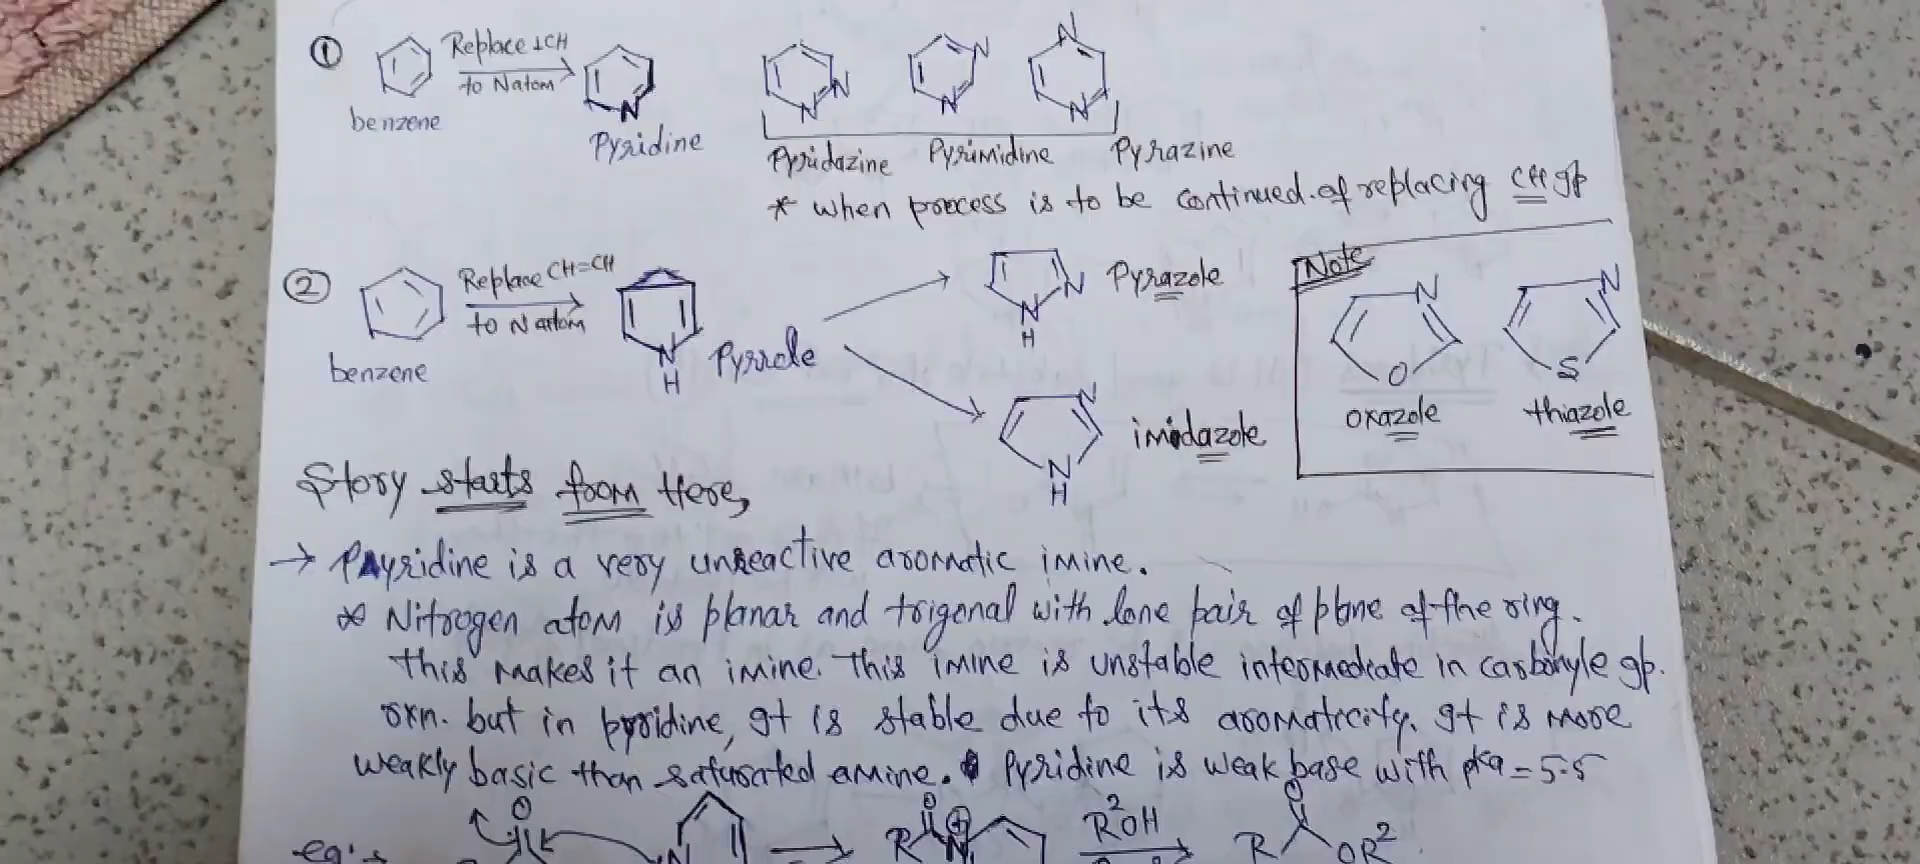 ① Replace 1CH
to N atom
benzene
Pyridine
N
N
N
N
N
N
N
Pyridazine Pyrimidine Pyrazine
* when process is to be continued. of replacing CH gp
② Replace CH=CH
to N atom
benzene
N
H
Pyrrole
N
N
H
Pyrazole
N
N
H
imidazole
Note
N
O
oxazole
N
S
thiazole
Story starts from Here,
→ Pyridine is a very unreactive aromatic imine.
* Nitrogen atom is planar and trigonal with lone pair of plane of the ring.
this makes it an imine. this imine is unstable intermediate in carbonyle gp.
rxn. but in pyridine, It is stable due to its aromaticity. It is more
weakly basic than saturated amine. Pyridine is weak base with pka = 5.5
eg:→
O
N
→
R
O
N
⊕
R²OH
R
O
OR²